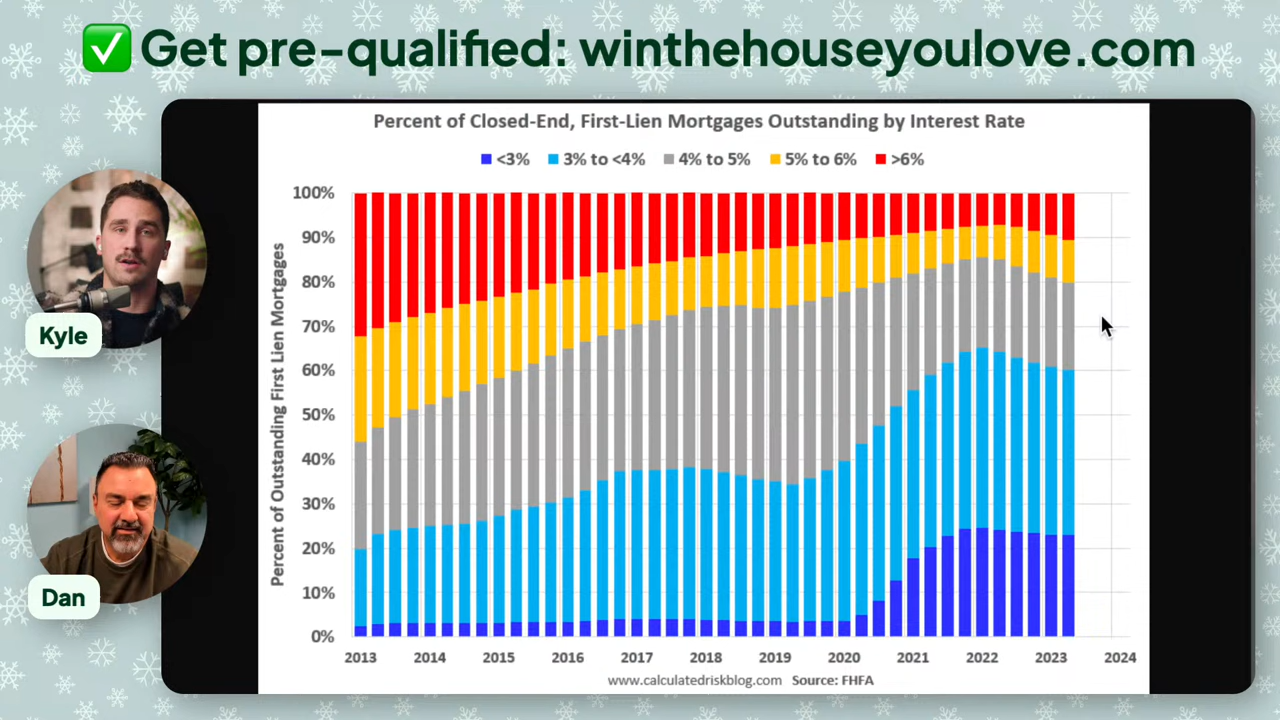 ✅ Get pre-qualified: winthehouseyoulove.com
Percent of Closed-End, First-Lien Mortgages Outstanding by Interest Rate
<3% 3% to <4% 4% to 5% 5% to 6% >6%
Percent of Outstanding First Lien Mortgages
100%
90%
80%
70%
60%
50%
40%
30%
20%
10%
0%
2013 2014 2015 2016 2017 2018 2019 2020 2021 2022 2023 2024
www.calculatedriskblog.com Source: FHFA
Kyle
Dan